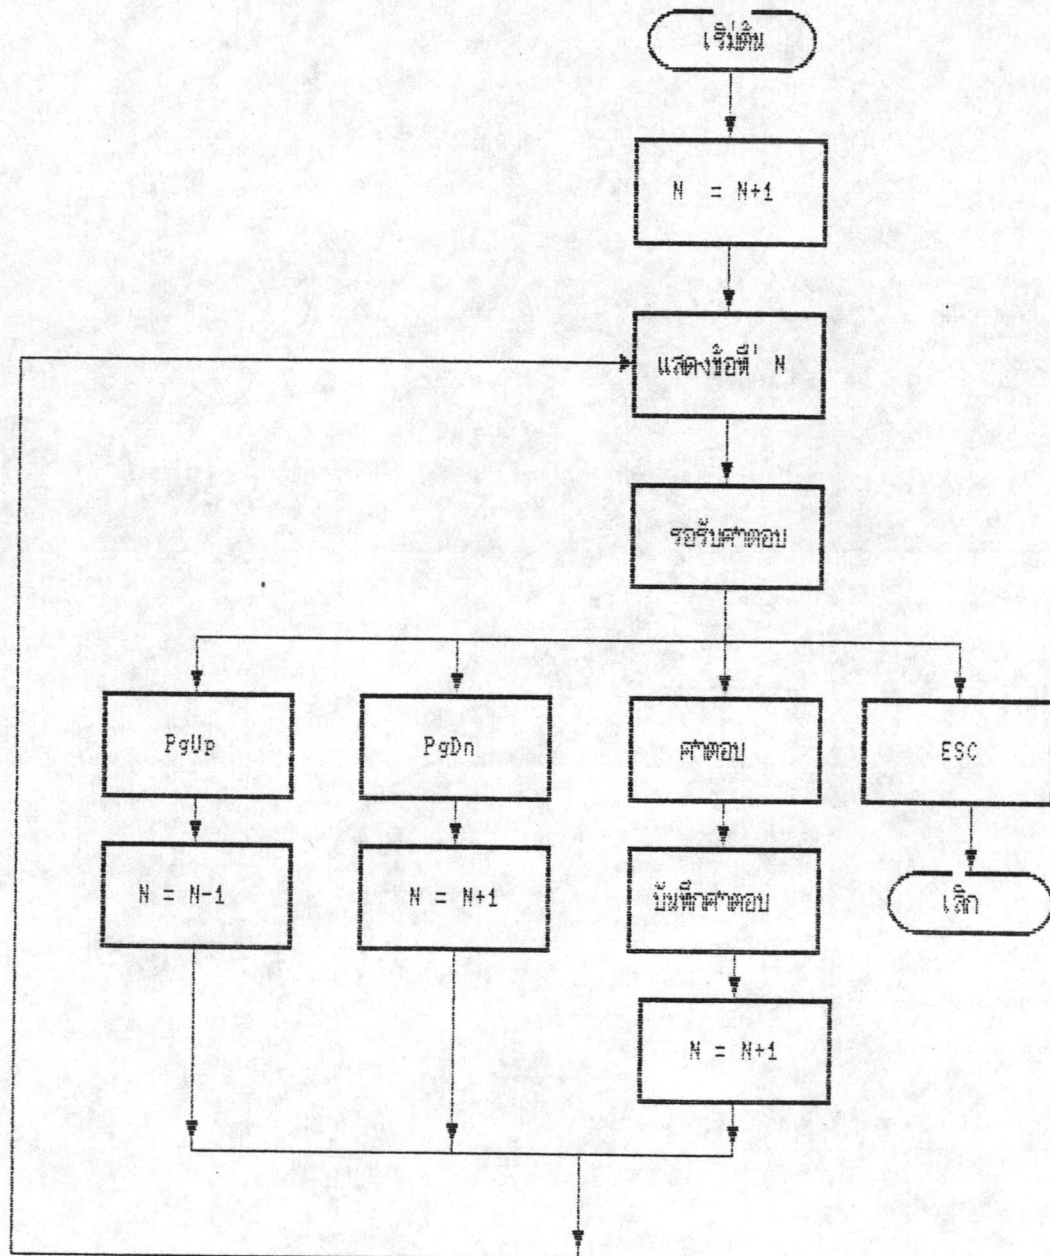 เริ่มต้น
N = N+1
แสดงข้อที่ N
รอรับคำตอบ
PgUp
PgDn
คำตอบ
ESC
N = N-1
N = N+1
บันทึกคำตอบ
เลิก
N = N+1